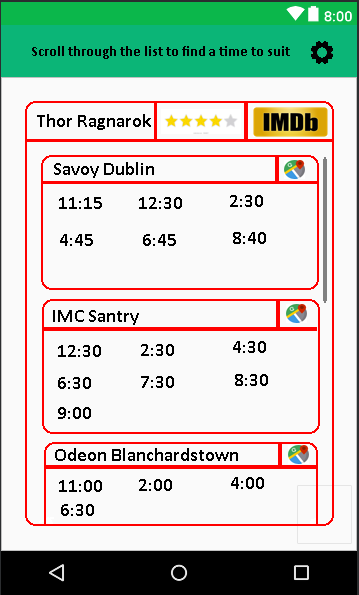 8:00
Scroll through the list to find a time to suit
Thor Ragnarok IMDb
Savoy Dublin
11:15 12:30 2:30
4:45 6:45 8:40
IMC Santry
12:30 2:30 4:30
6:30 7:30 8:30
9:00
Odeon Blanchardstown
11:00 2:00 4:00
6:30